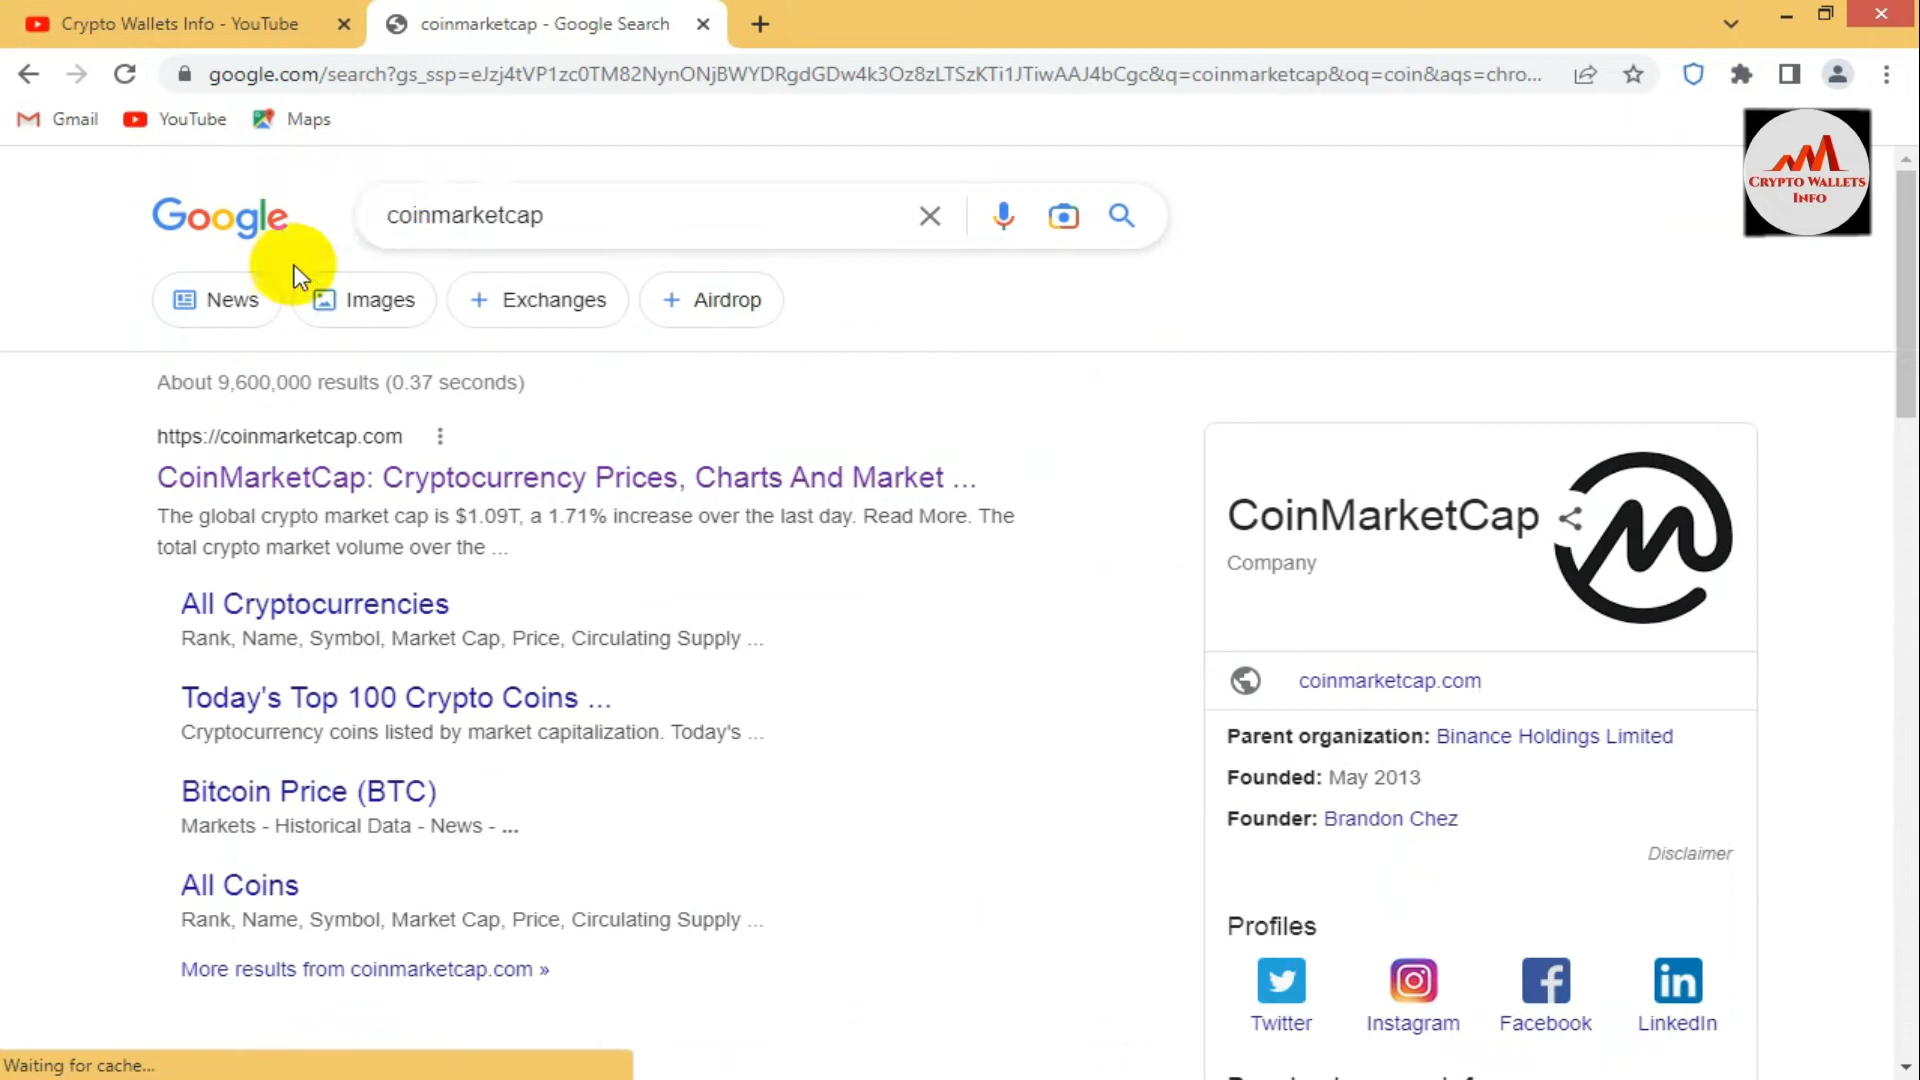 Crypto Wallets Info - YouTube
coinmarketcap - Google Search
google.com/search?gs_ssp=eJzj4tVP1zc0TM82NynONjBWYDRgdGDw4k3Oz8zLTSzKTi1JTiwAAJ4bCgc&q=coinmarketcap&oq=coin&aqs=chro...
Gmail
YouTube
Maps
CRYPTO WALLETS
INFO
Google
coinmarketcap
News
Images
+ Exchanges
+ Airdrop
About 9,600,000 results (0.37 seconds)
https://coinmarketcap.com
CoinMarketCap: Cryptocurrency Prices, Charts And Market ...
The global crypto market cap is $1.09T, a 1.71% increase over the last day. Read More. The
total crypto market volume over the ...
All Cryptocurrencies
Rank, Name, Symbol, Market Cap, Price, Circulating Supply ...
Today's Top 100 Crypto Coins ...
Cryptocurrency coins listed by market capitalization. Today's ...
Bitcoin Price (BTC)
Markets - Historical Data - News - ...
All Coins
Rank, Name, Symbol, Market Cap, Price, Circulating Supply ...
More results from coinmarketcap.com »
CoinMarketCap
Company
coinmarketcap.com
Parent organization: Binance Holdings Limited
Founded: May 2013
Founder: Brandon Chez
Disclaimer
Profiles
Twitter
Instagram
Facebook
LinkedIn
Waiting for cache...